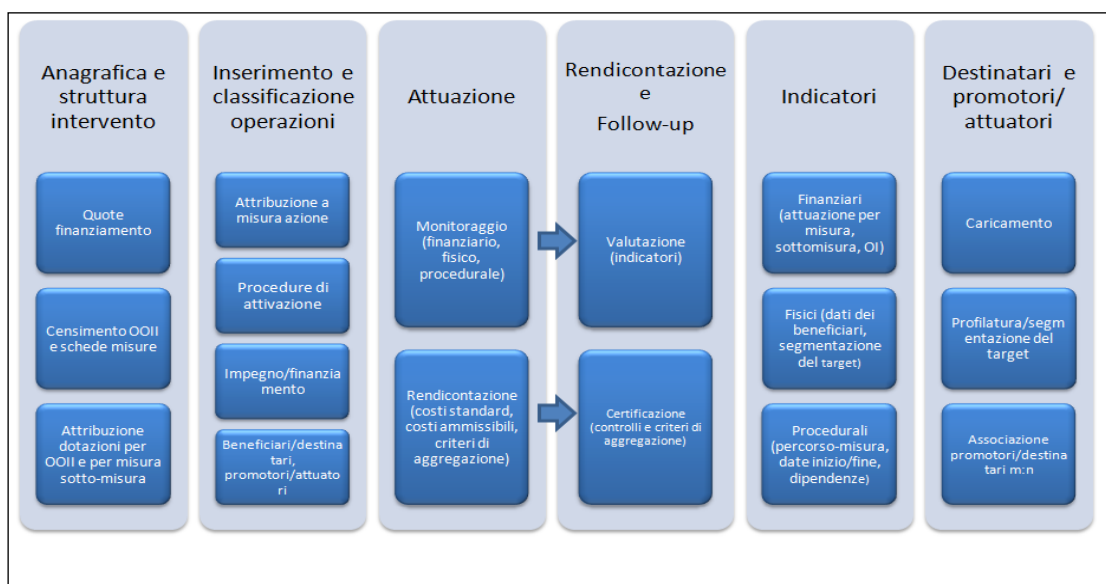 Anagrafica e
struttura
intervento
Quote
finanziamento
Censimento OOII
e schede misure
Attribuzione
dotazioni per
OOII e per misura
sotto-misura
Inserimento e
classificazione
operazioni
Attribuzione a
misura azione
Procedure di
attivazione
Impegno/finanzia
mento
Beneficiari/destina
tari,
promotori/attuato
ri
Attuazione
Monitoraggio
(finanziario,
fisico,
procedurale)
Rendicontazione
(costi standard,
costi ammissibili,
criteri di
aggregazione)
Rendicontazione
e
Follow-up
Valutazione
(indicatori)
Certificazione
(controlli e criteri di
aggregazione)
Indicatori
Finanziari
(attuazione per
misura,
sottomisura, OI)
Fisici (dati dei
beneficiari,
segmentazione
del target)
Procedurali
(percorso-misura,
date inizio/fine,
dipendenze)
Destinatari e
promotori/
attuatori
Caricamento
Profilatura/segm
entazione del
target
Associazione
promotori/destina
tari m:n